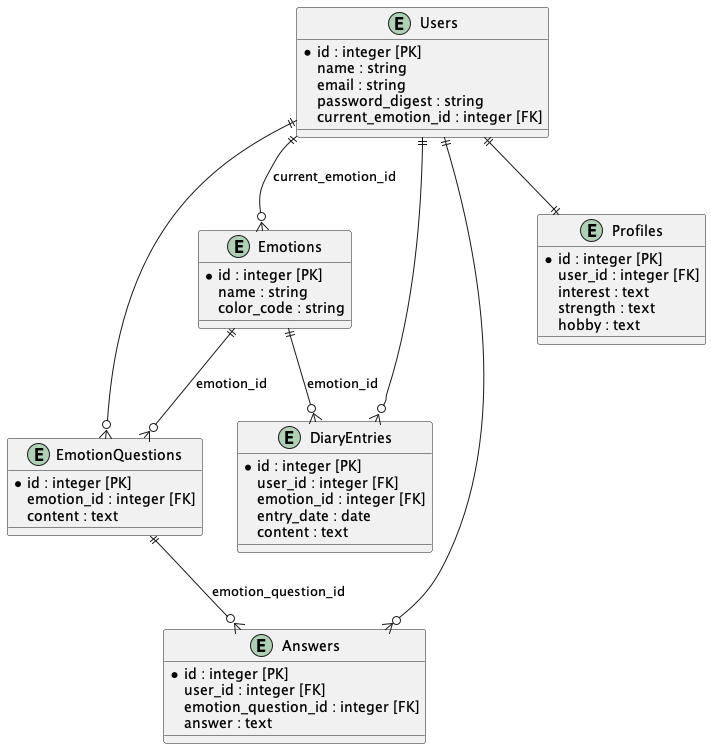 E Users
id : integer [PK]
name : string
email : string
password_digest : string
current_emotion_id : integer [FK]
current_emotion_id
E Emotions
id : integer [PK]
name : string
color_code : string
E Profiles
id : integer [PK]
user_id : integer [FK]
interest : text
strength : text
hobby : text
emotion_id
emotion_id
E EmotionQuestions
id : integer [PK]
emotion_id : integer [FK]
content : text
E DiaryEntries
id : integer [PK]
user_id : integer [FK]
emotion_id : integer [FK]
entry_date : date
content : text
emotion_question_id
E Answers
id : integer [PK]
user_id : integer [FK]
emotion_question_id : integer [FK]
answer : text